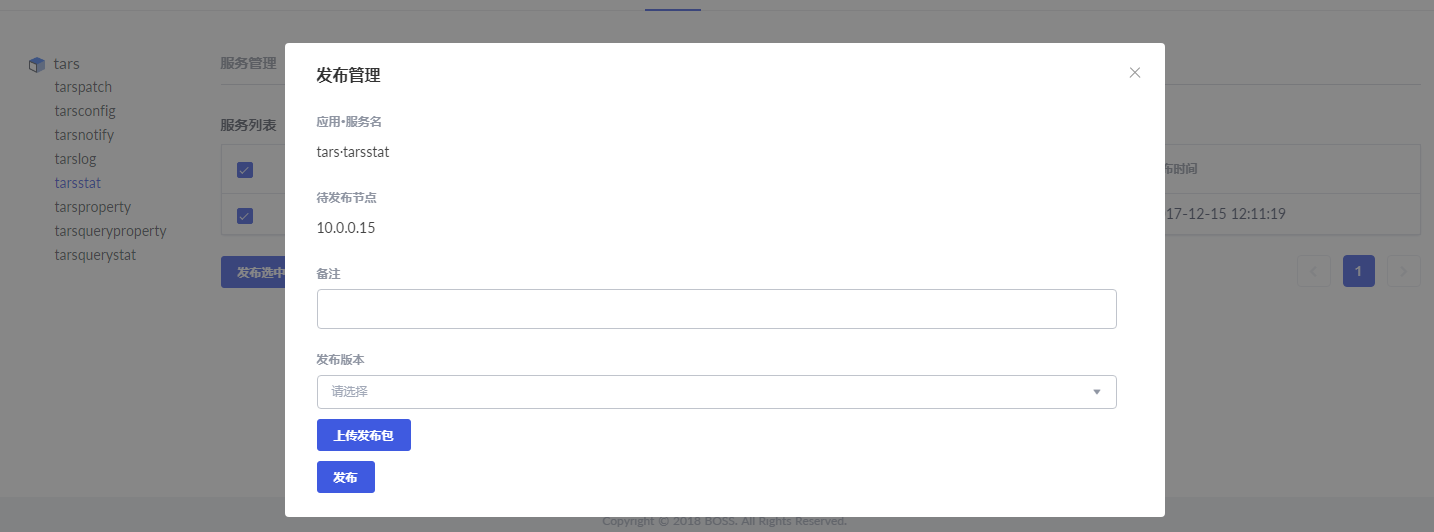 tars
tarspatch
tarsconfig
tarsnotify
tarslog
tarsstat
tarsproperty
tarsqueryproperty
tarsquerystat
服务管理
服务列表
发布选中
发布管理
应用•服务名
tars·tarsstat
待发布节点
10.0.0.15
备注
发布版本
请选择
上传发布包
发布
布时间
17-12-15 12:11:19
1
Copyright © 2018 BOSS. All Rights Reserved.